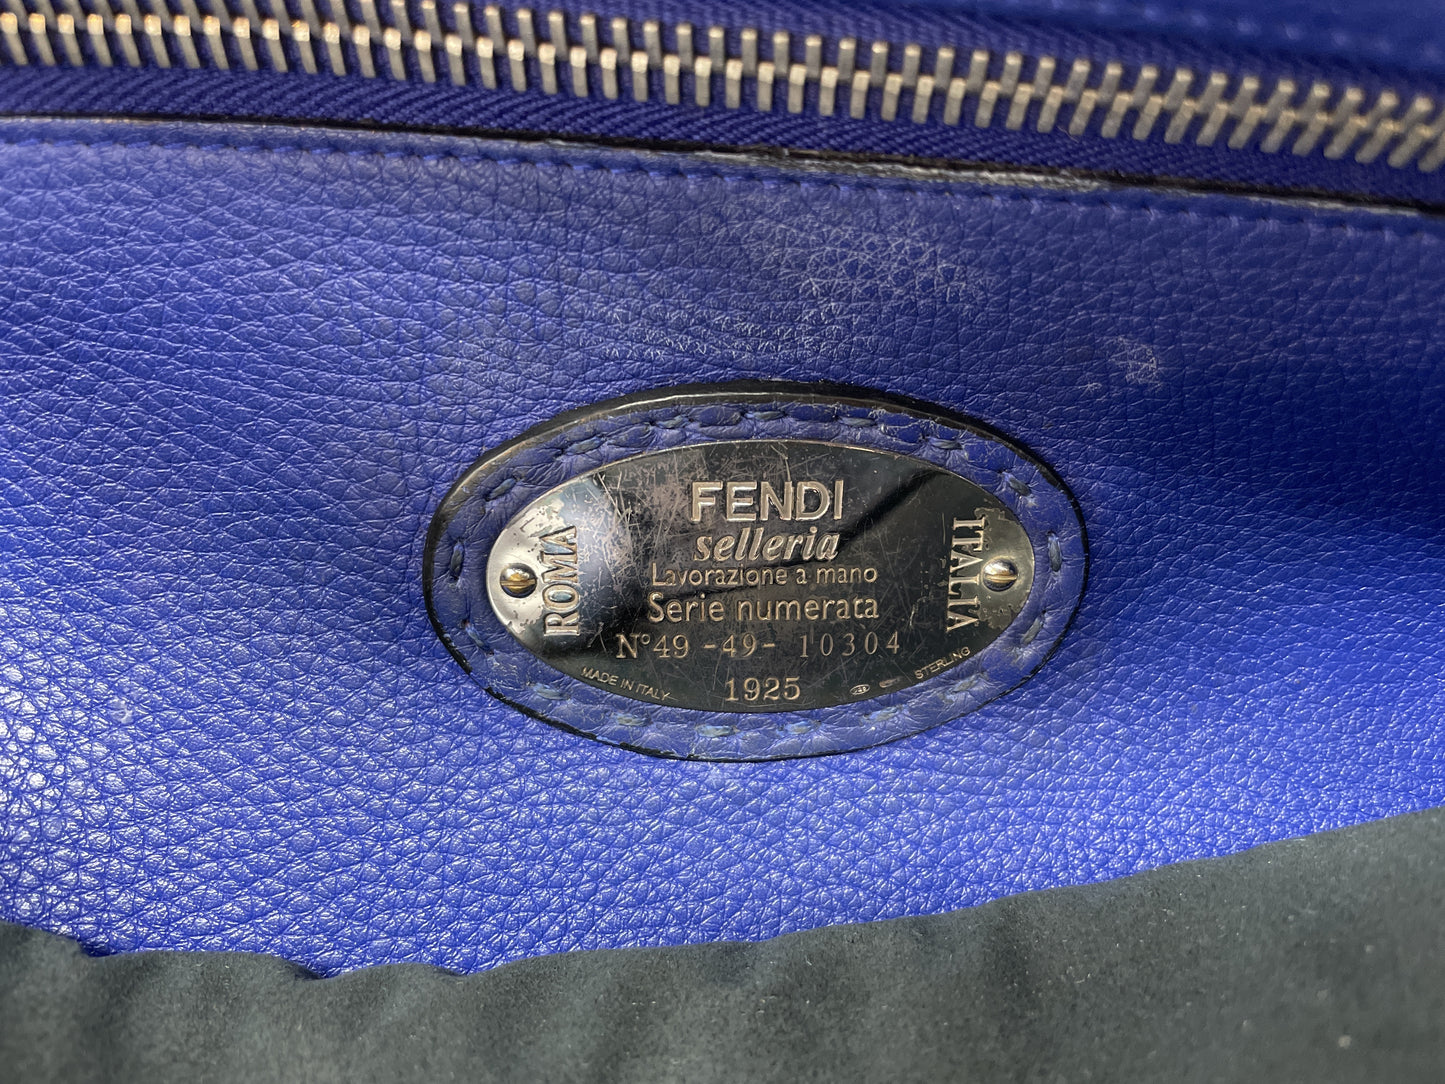 FENDI
selleria
Lavorazione a mano
Serie numerata
N°49 -49- 10304
1925
ROMA
ITALIA
MADE IN ITALY
STERLING